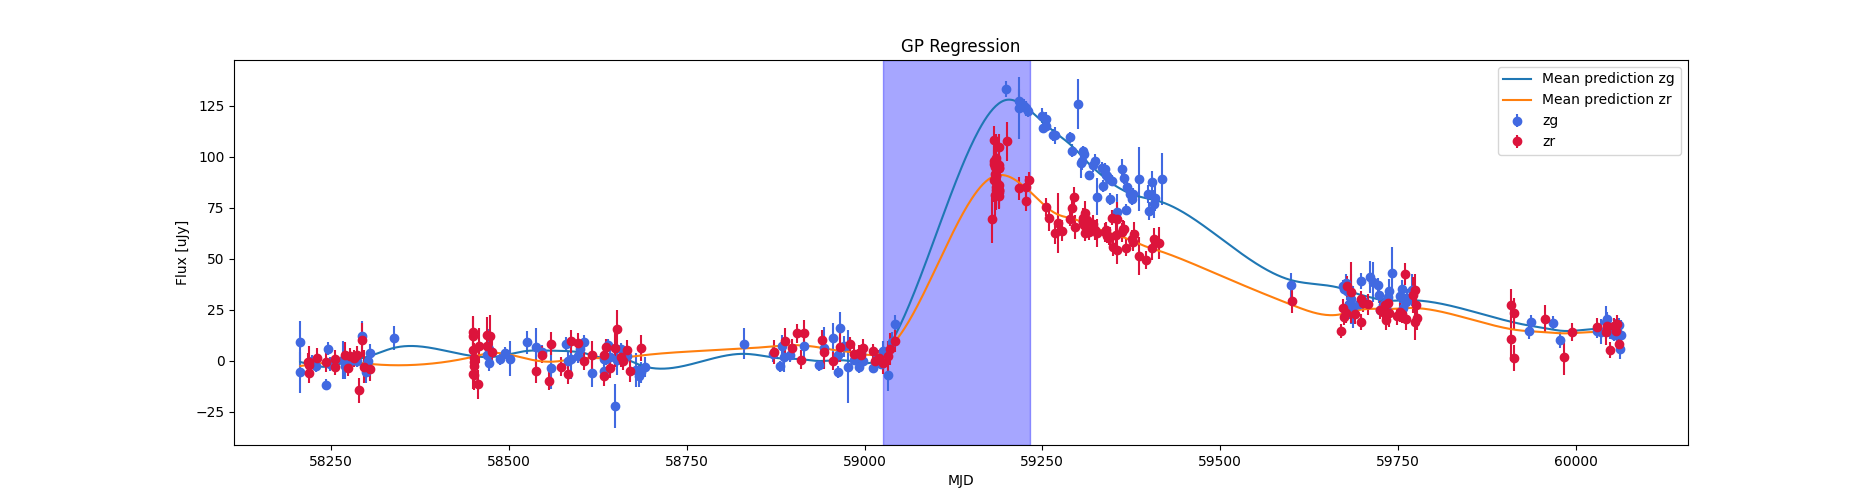 GP Regression
Flux [uJy]
125
100
75
50
25
0
−25
Mean prediction zg
Mean prediction zr
zg
zr
58250 58500 58750 59000 59250 59500 59750 60000
MJD